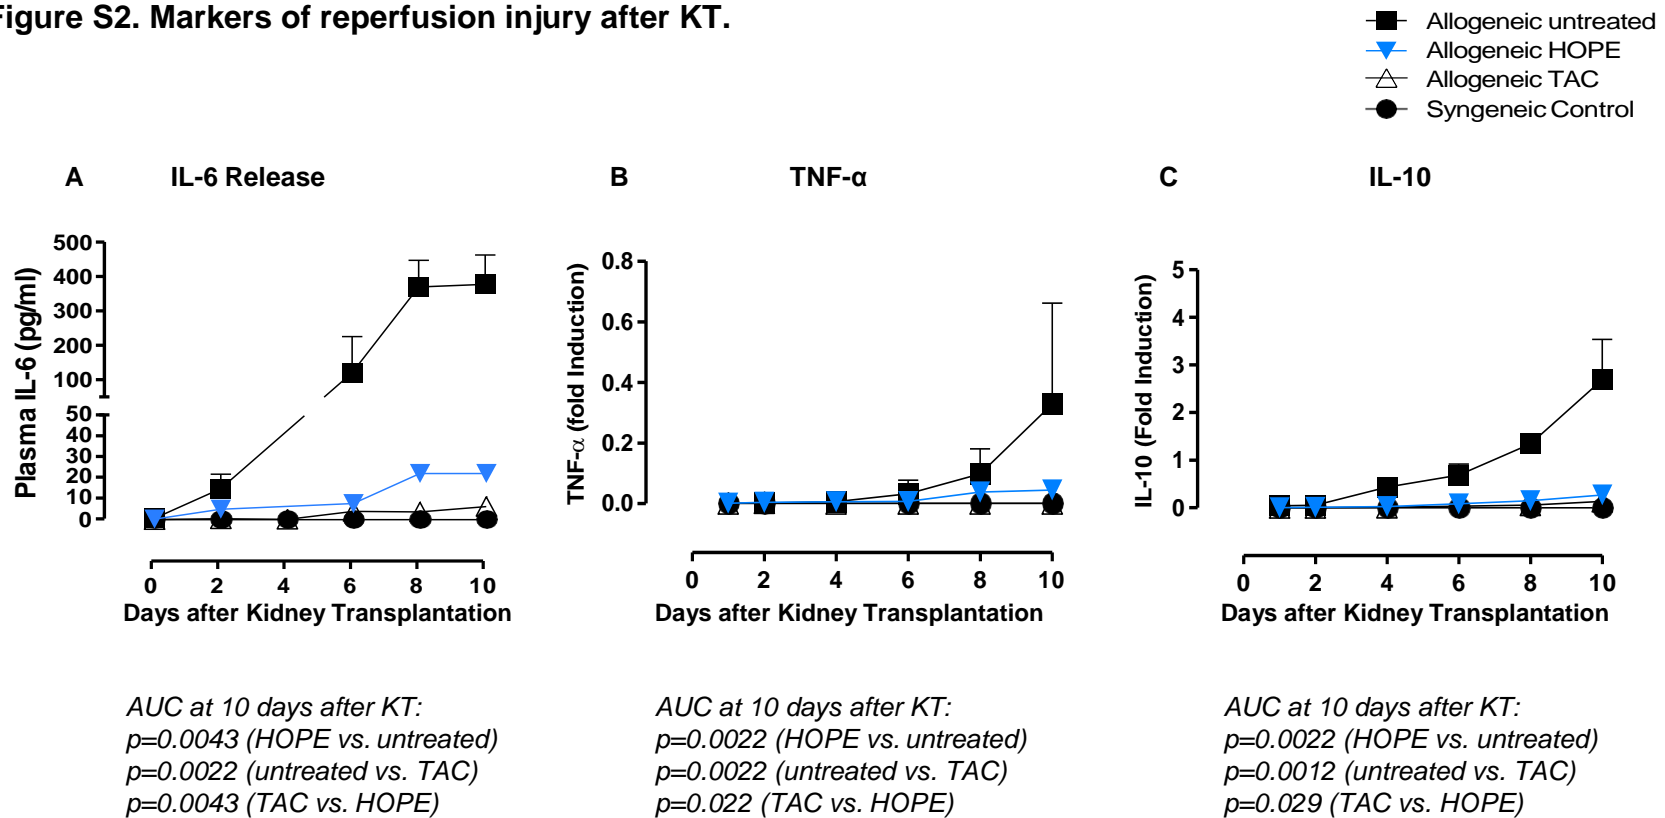 Figure S2. Markers of reperfusion injury after KT.
Allogeneic untreated
Allogeneic HOPE
Allogeneic TAC
Syngeneic Control
A IL-6 Release
Plasma IL-6 (pg/ml)
500
400
300
200
100
50
40
30
20
10
0
0 2 4 6 8 10
Days after Kidney Transplantation
AUC at 10 days after KT:
p=0.0043 (HOPE vs. untreated)
p=0.0022 (untreated vs. TAC)
p=0.0043 (TAC vs. HOPE)
B TNF-α
TNF-α (fold Induction)
0.8
0.6
0.4
0.2
0.0
0 2 4 6 8 10
Days after Kidney Transplantation
AUC at 10 days after KT:
p=0.0022 (HOPE vs. untreated)
p=0.0022 (untreated vs. TAC)
p=0.022 (TAC vs. HOPE)
C IL-10
IL-10 (Fold Induction)
5
4
3
2
1
0
0 2 4 6 8 10
Days after Kidney Transplantation
AUC at 10 days after KT:
p=0.0022 (HOPE vs. untreated)
p=0.0012 (untreated vs. TAC)
p=0.029 (TAC vs. HOPE)